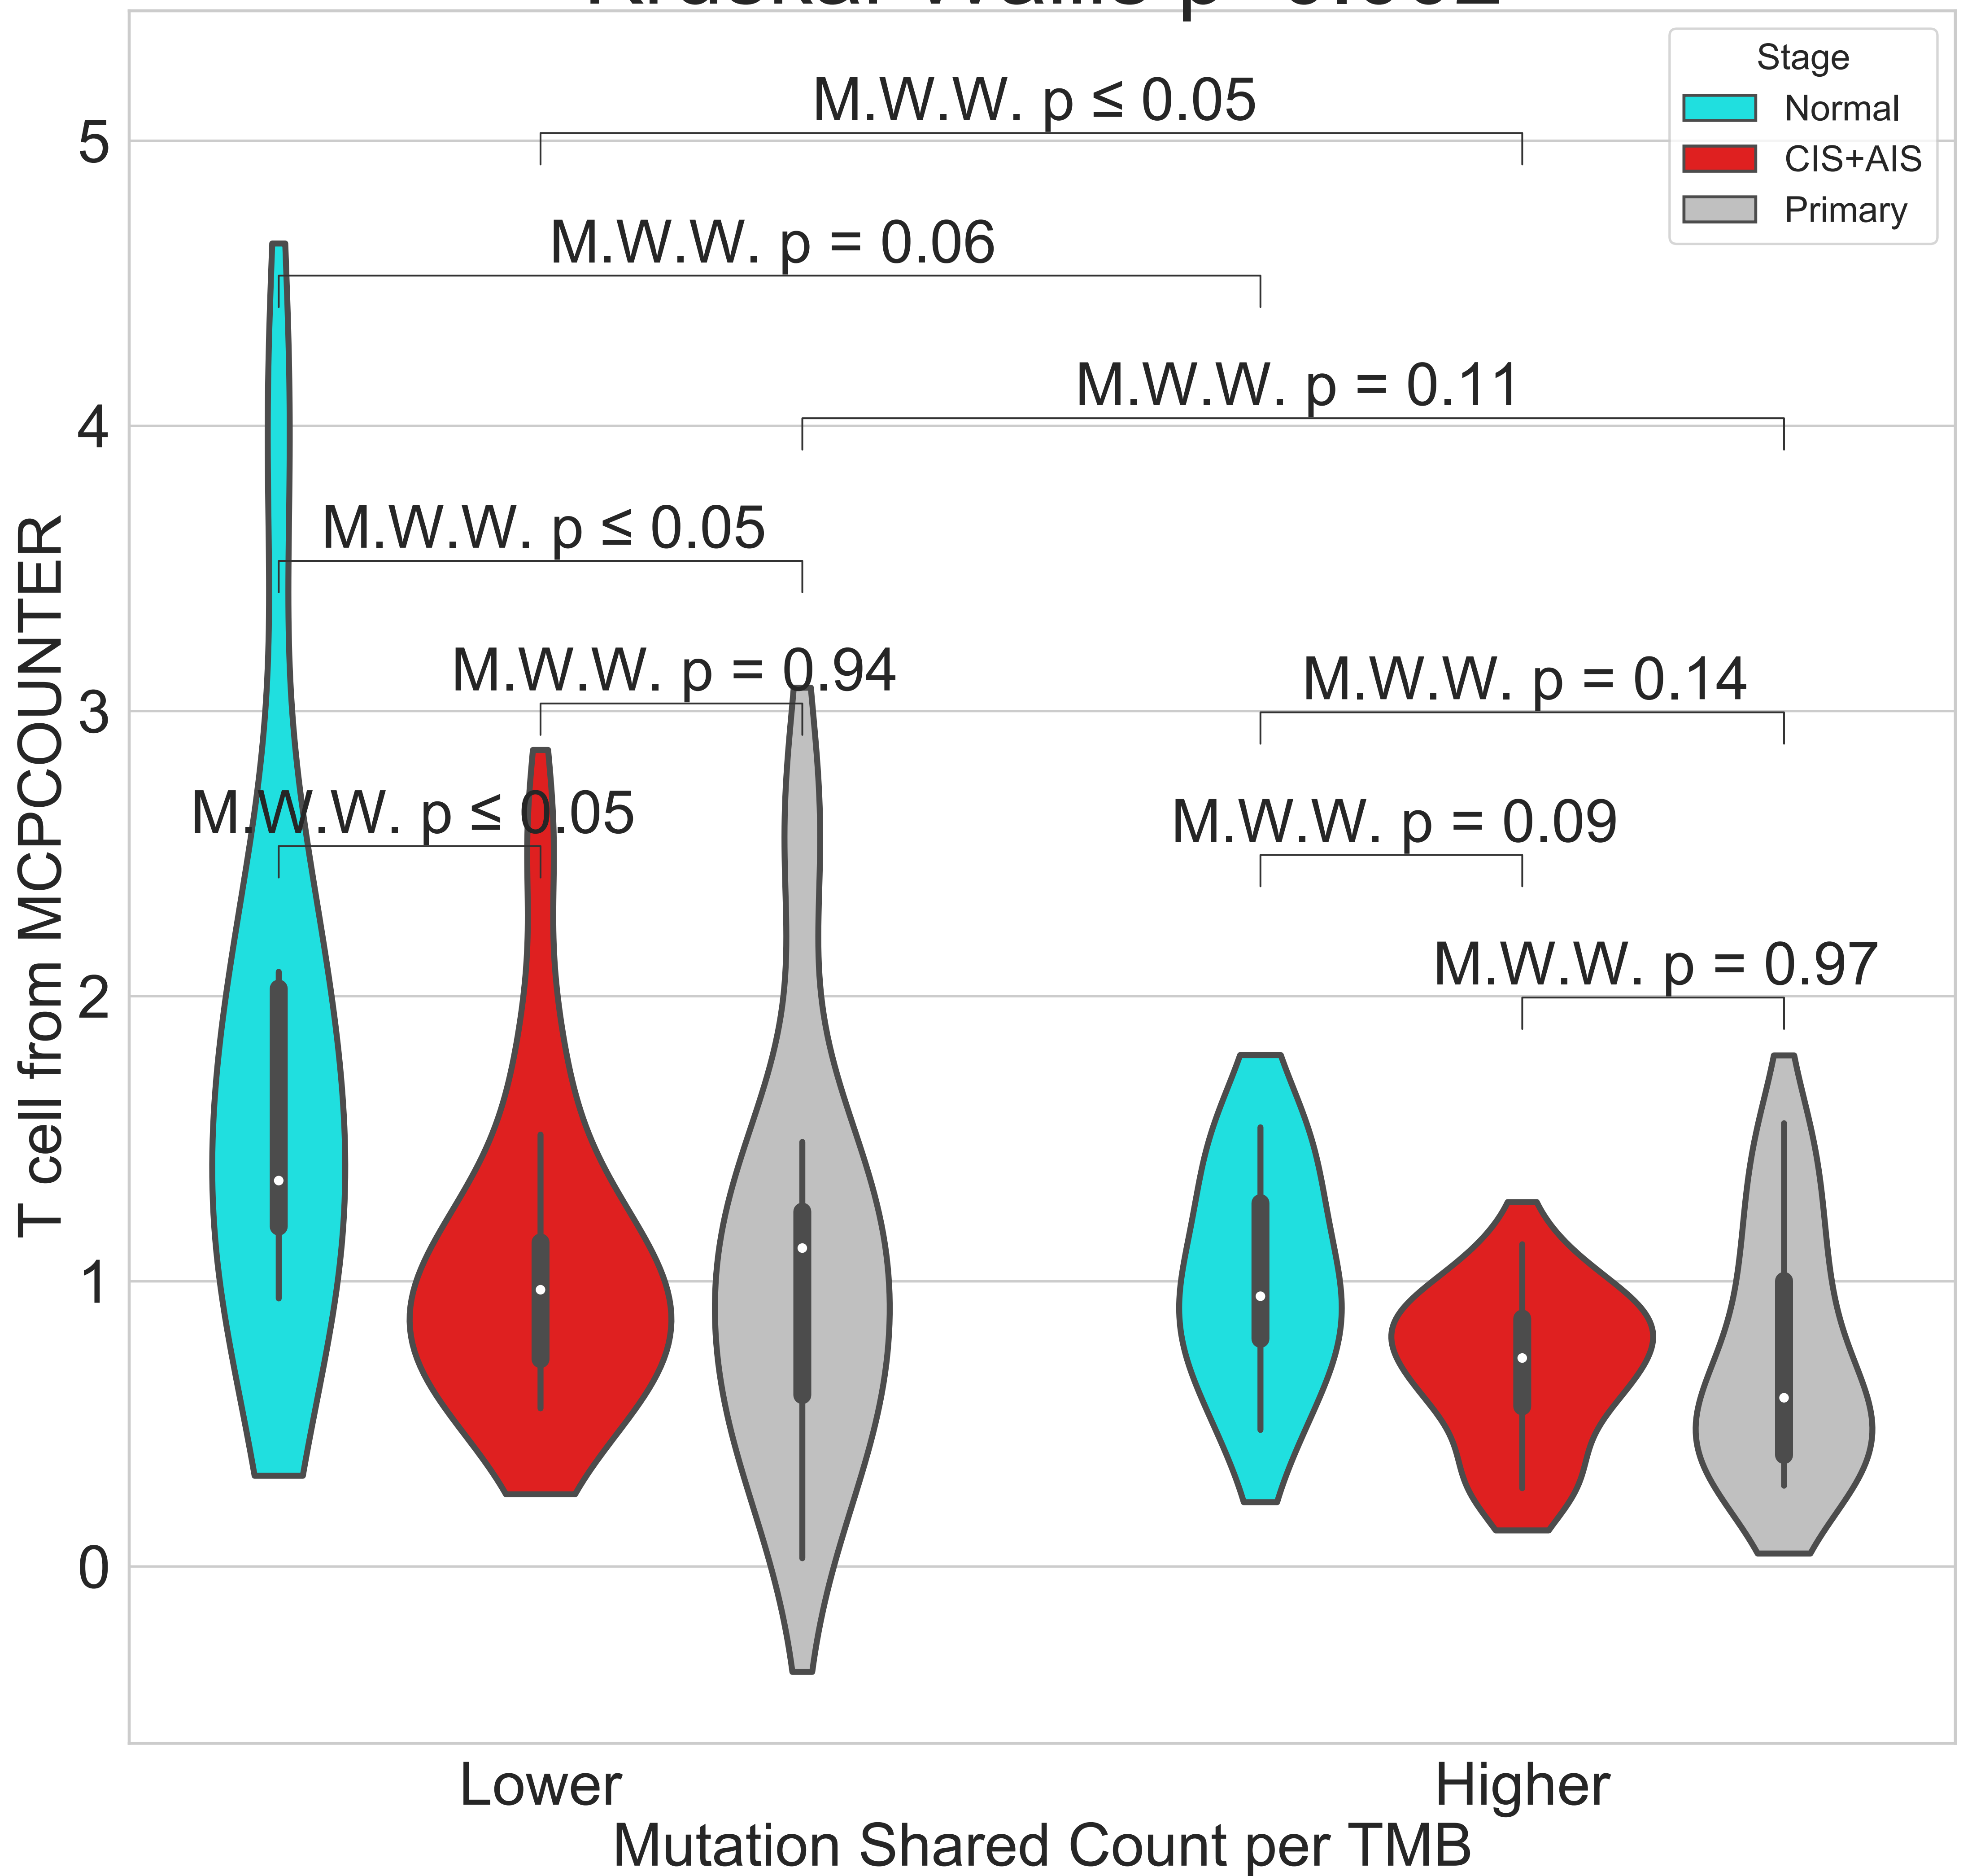 Stage
Normal
CIS+AIS
Primary
M.W.W. p ≤ 0.05
M.W.W. p = 0.06
M.W.W. p = 0.11
M.W.W. p ≤ 0.05
M.W.W. p = 0.94
M.W.W. p = 0.14
M.W.W. p ≤ 0.05
M.W.W. p = 0.09
M.W.W. p = 0.97
5
4
3
2
1
0
T cell from MCPCOUNTER
Lower
Higher
Mutation Shared Count per TMB